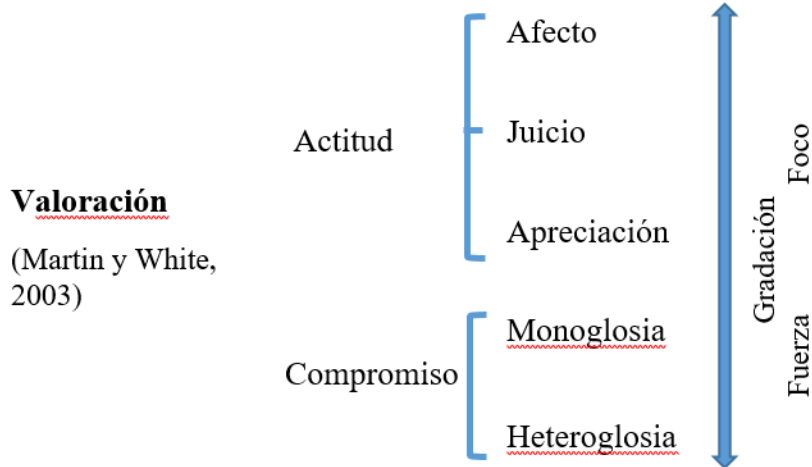 Afecto
Actitud
Juicio
Valoración
Apreciación
(Martin y White,
2003)
Monoglosia
Compromiso
Heteroglosia
Gradación
Foco
Fuerza